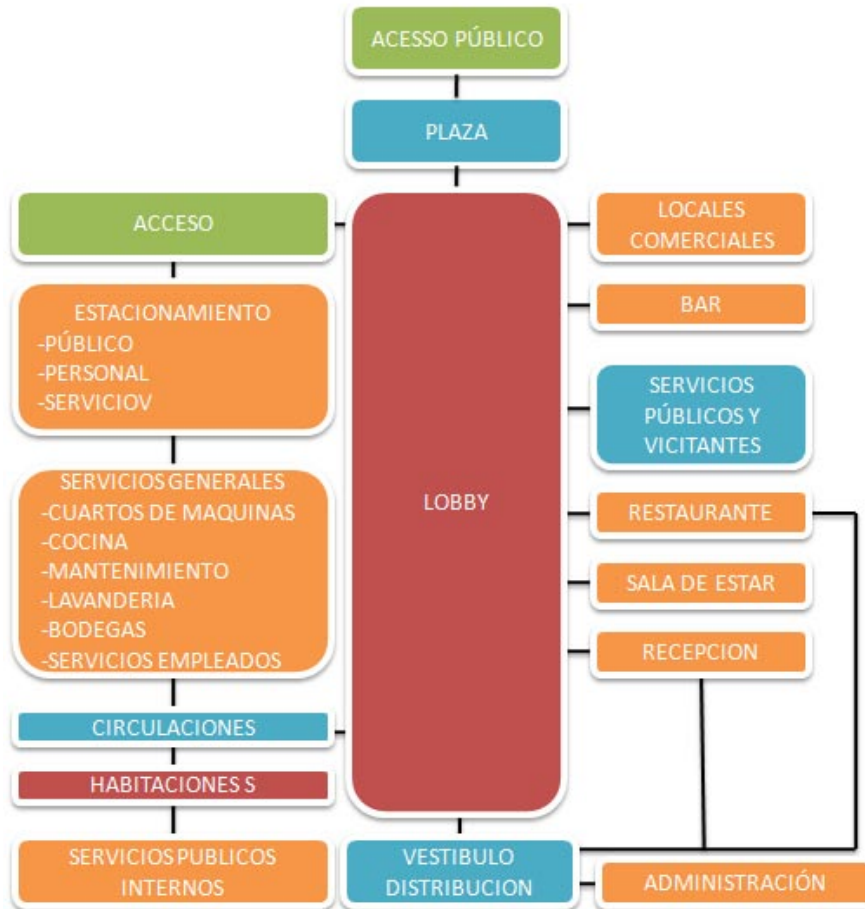 ACESSO PÚBLICO
PLAZA
ACCESO
ESTACIONAMIENTO
-PÚBLICO
-PERSONAL
-SERVICIOV
SERVICIOS GENERALES
-CUARTOS DE MAQUINAS
-COCINA
-MANTENIMIENTO
-LAVANDERIA
-BODEGAS
-SERVICIOS EMPLEADOS
CIRCULACIONES
HABITACIONES S
SERVICIOS PUBLICOS
INTERNOS
LOBBY
VESTIBULO
DISTRIBUCION
LOCALES
COMERCIALES
BAR
SERVICIOS
PÚBLICOS Y
VICITANTES
RESTAURANTE
SALA DE ESTAR
RECEPCION
ADMINISTRACIÓN